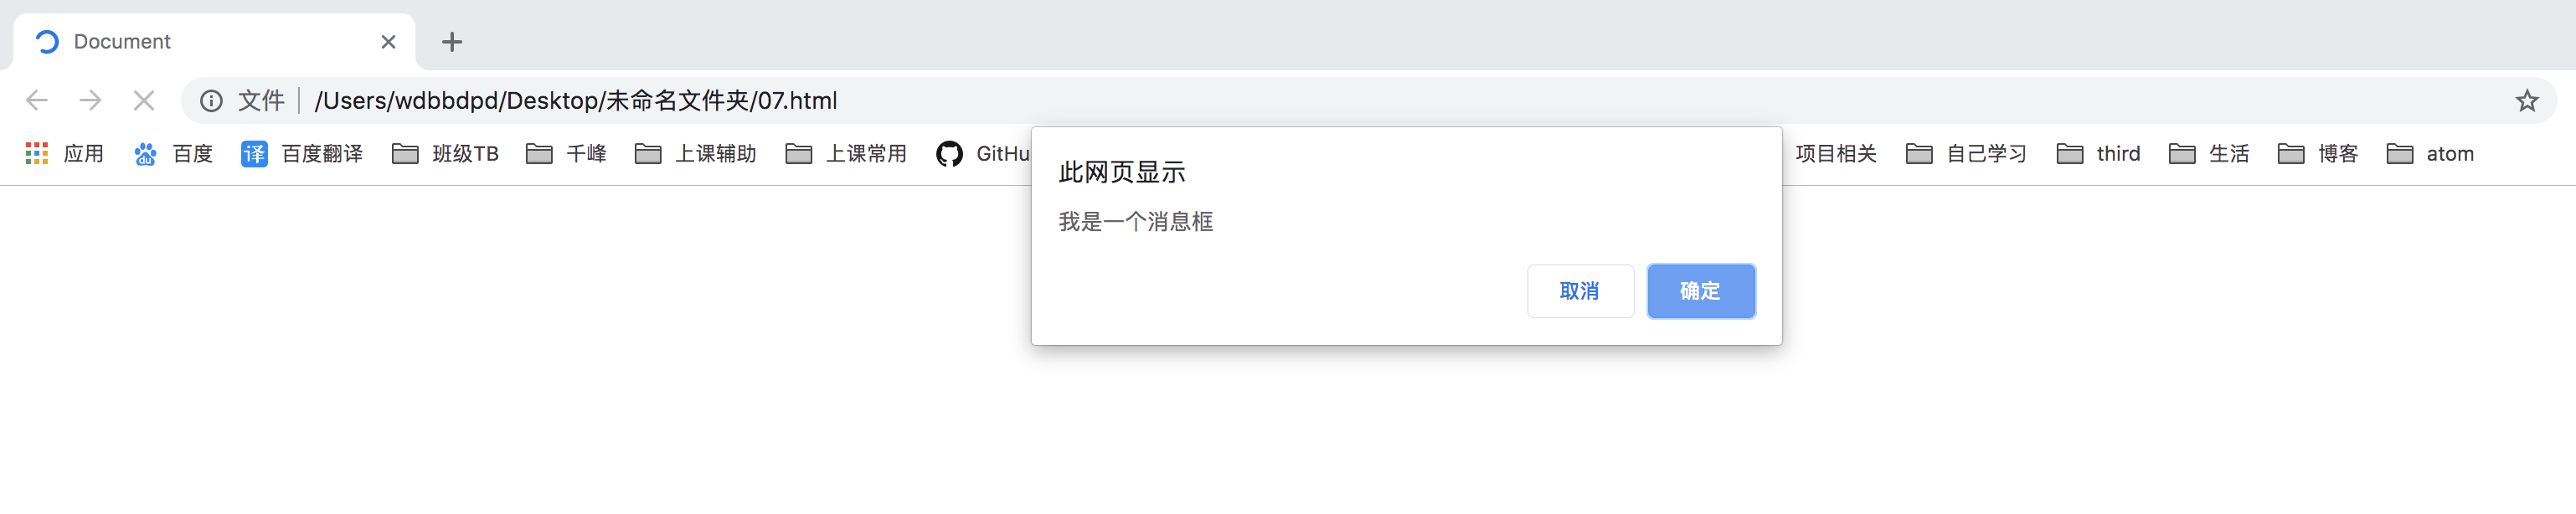 Document
文件 /Users/wdbbdpd/Desktop/未命名文件夹/07.html
应用 du 百度 译 百度翻译 班级TB 千峰 上课辅助 上课常用 GitHu 项目相关 自己学习 third 生活 博客 atom
此网页显示
我是一个消息框
取消 确定